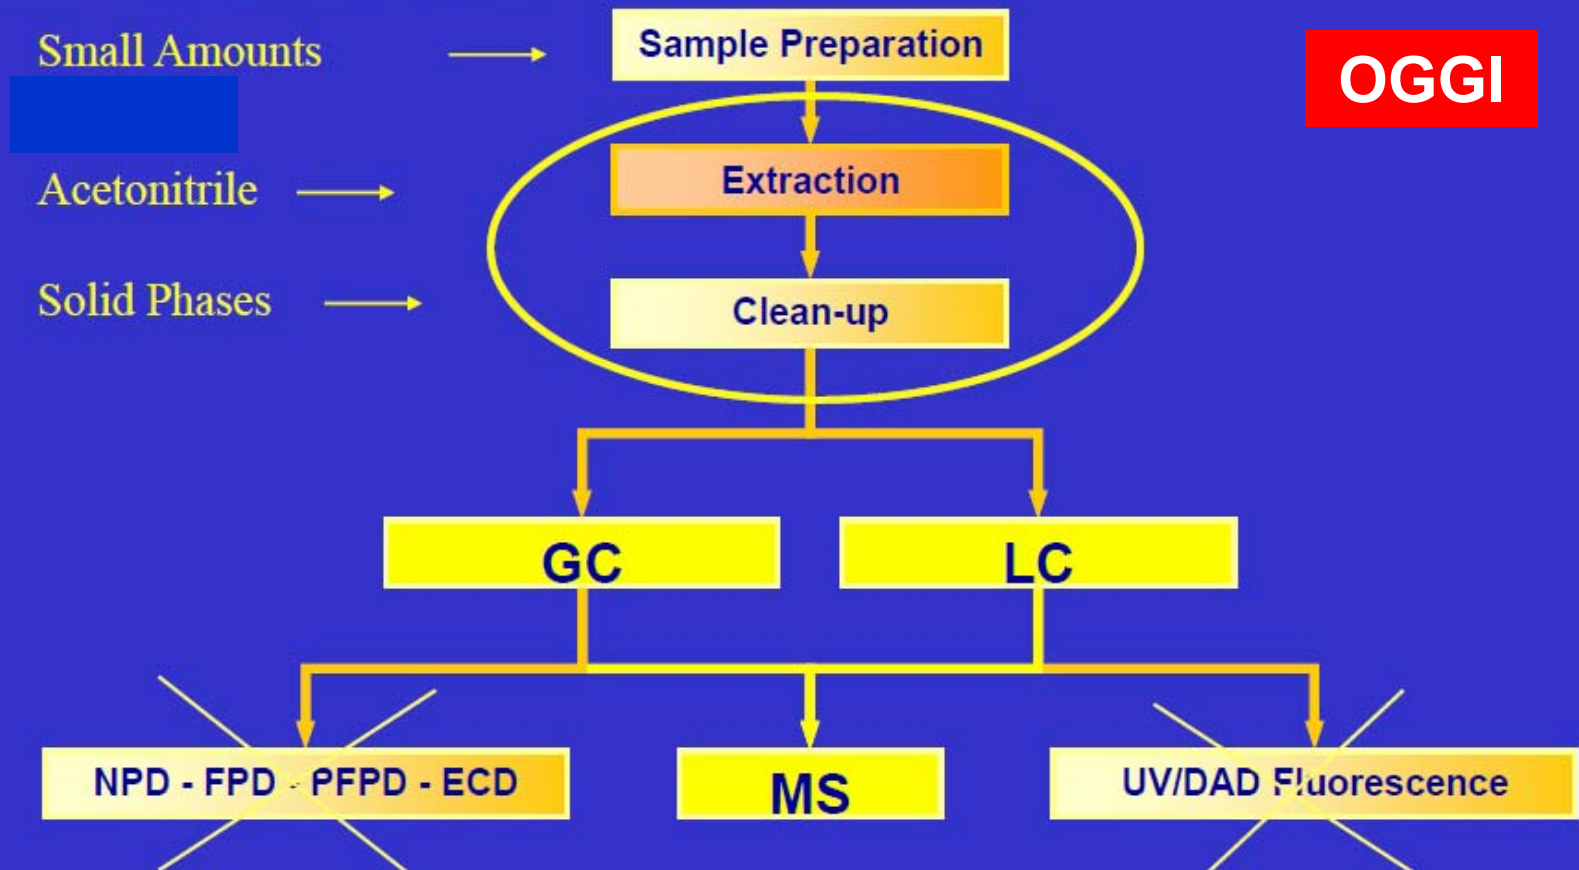 Small Amounts
Sample Preparation
OGGI
Acetonitrile
Extraction
Solid Phases
Clean-up
GC
LC
NPD - FPD - PFPD - ECD
MS
UV/DAD Fluorescence